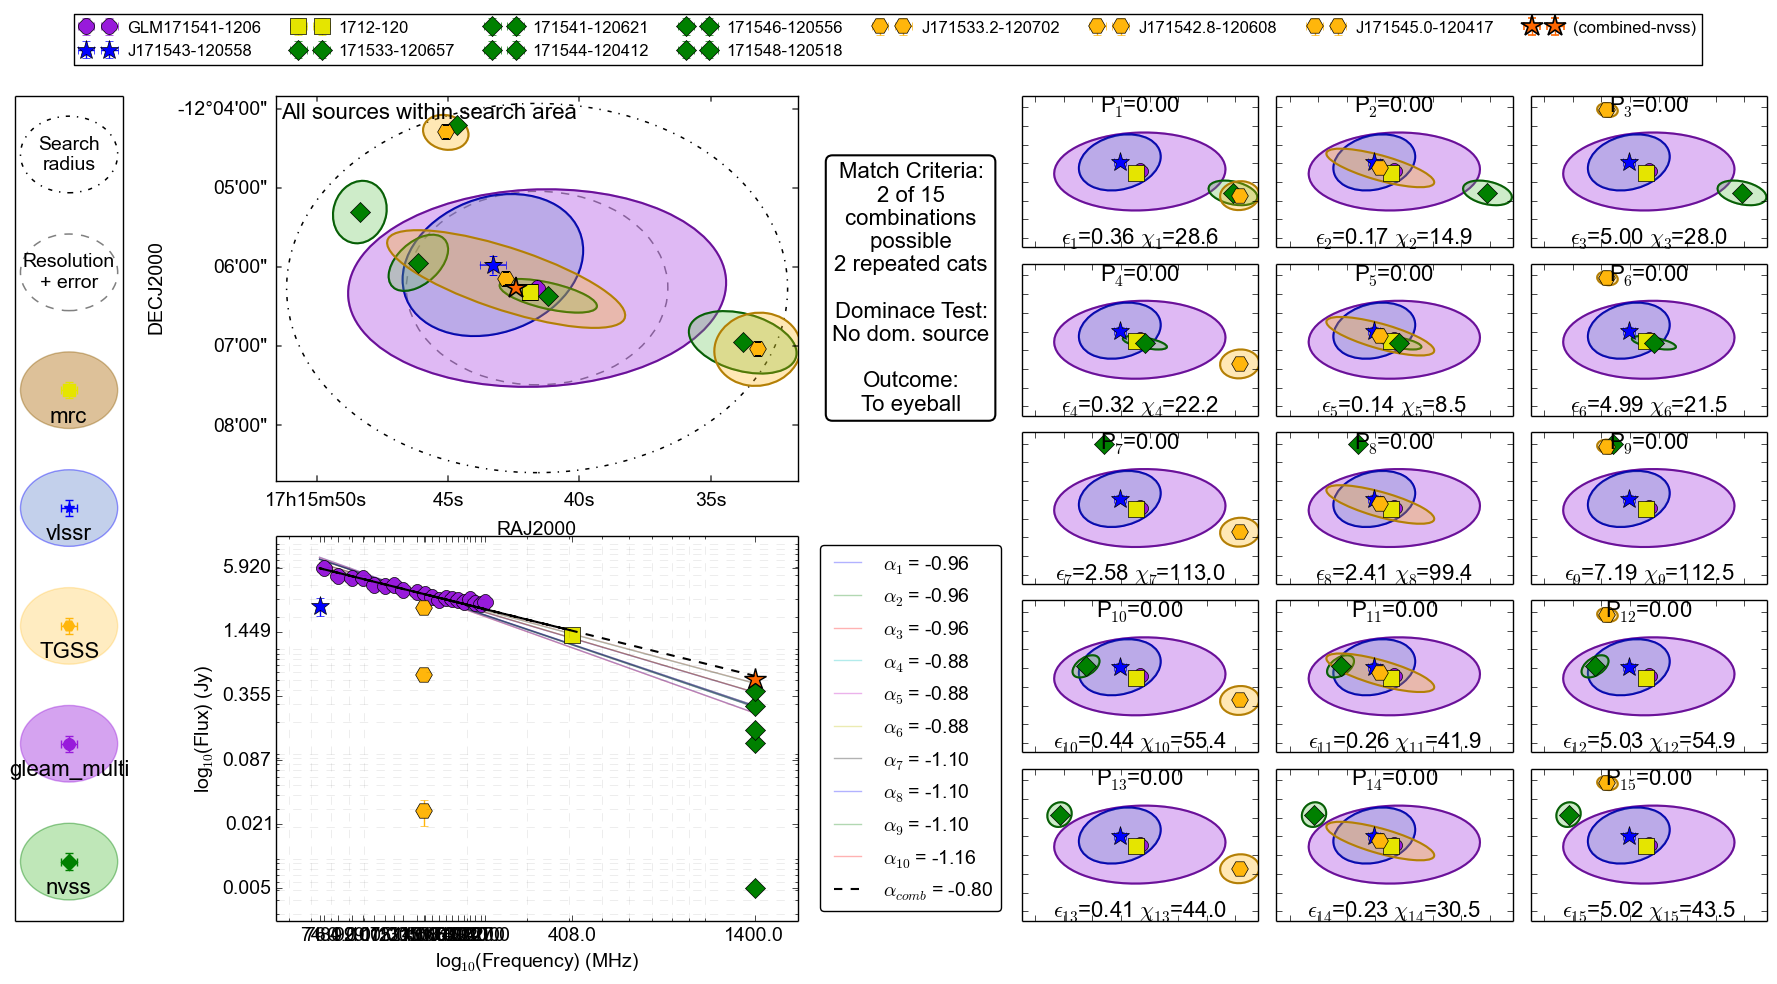 GLM171541-1206
1712-120
171541-120621
171546-120556
J171533.2-120702
J171542.8-120608
J171545.0-120417
(combined-nvss)
J171543-120558
171533-120657
171544-120412
171548-120518
Search
radius
Resolution
+ error
mrc
vlssr
TGSS
gleam_multi
nvss
All sources within search area
-12°04'00"
05'00"
06'00"
07'00"
08'00"
DECJ2000
17h15m50s
45s
40s
35s
RAJ2000
Match Criteria:
2 of 15
combinations
possible
2 repeated cats
Dominace Test:
No dom. source
Outcome:
To eyeball
5.920
1.449
0.355
0.087
0.021
0.005
log10(Flux) (Jy)
408.0
1400.0
log10(Frequency) (MHz)
α1 = -0.96
α2 = -0.96
α3 = -0.96
α4 = -0.88
α5 = -0.88
α6 = -0.88
α7 = -1.10
α8 = -1.10
α9 = -1.10
α10 = -1.16
αcomb = -0.80
P1=0.00
ϵ1=0.36 χ1=28.6
P2=0.00
ϵ2=0.17 χ2=14.9
P3=0.00
ϵ3=5.00 χ3=28.0
P4=0.00
ϵ4=0.32 χ4=22.2
P5=0.00
ϵ5=0.14 χ5=8.5
P6=0.00
ϵ6=4.99 χ6=21.5
P7=0.00
ϵ7=2.58 χ7=113.0
P8=0.00
ϵ8=2.41 χ8=99.4
P9=0.00
ϵ9=7.19 χ9=112.5
P10=0.00
ϵ10=0.44 χ10=55.4
P11=0.00
ϵ11=0.26 χ11=41.9
P12=0.00
ϵ12=5.03 χ12=54.9
P13=0.00
ϵ13=0.41 χ13=44.0
P14=0.00
ϵ14=0.23 χ14=30.5
P15=0.00
ϵ15=5.02 χ15=43.5